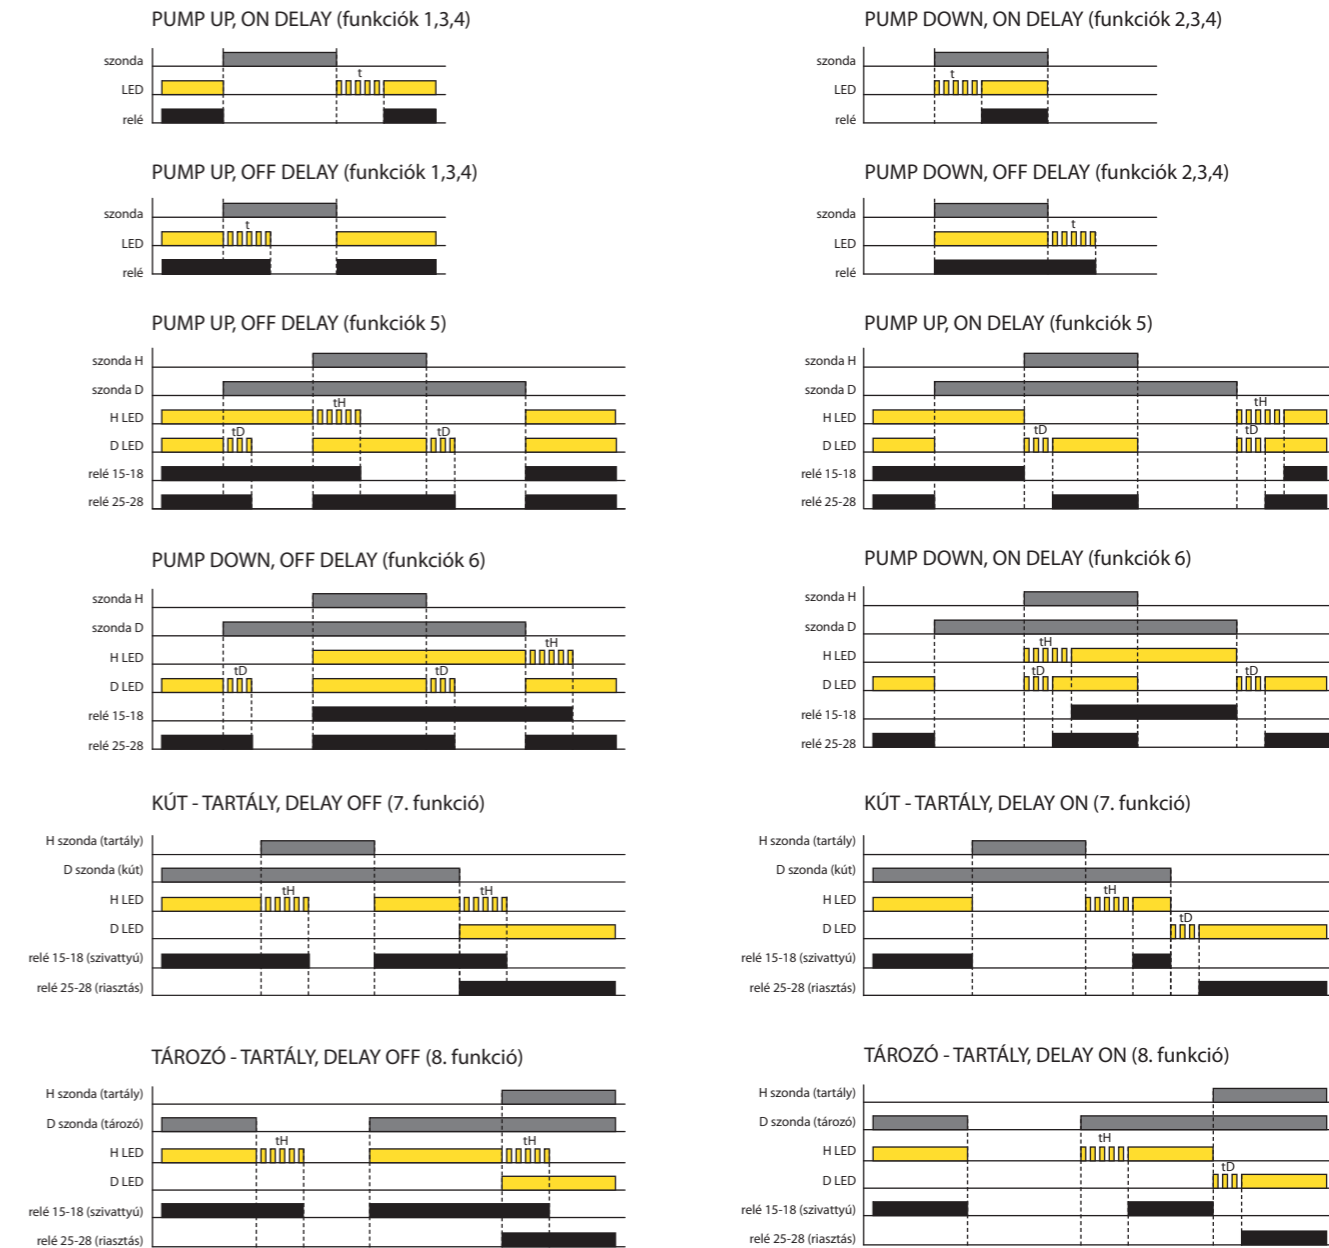 PUMP UP, ON DELAY (funkciók 1,3,4)
szonda
t
LED
relé
PUMP DOWN, ON DELAY (funkciók 2,3,4)
szonda
t
LED
relé
PUMP UP, OFF DELAY (funkciók 1,3,4)
szonda
t
LED
relé
PUMP DOWN, OFF DELAY (funkciók 2,3,4)
szonda
t
LED
relé
PUMP UP, OFF DELAY (funkciók 5)
szonda H
szonda D
tH
H LED
tD tD
D LED
relé 15-18
relé 25-28
PUMP UP, ON DELAY (funkciók 5)
szonda H
szonda D
tH
H LED
tD tD
D LED
relé 15-18
relé 25-28
PUMP DOWN, OFF DELAY (funkciók 6)
szonda H
szonda D
tH
H LED
tD tD
D LED
relé 15-18
relé 25-28
PUMP DOWN, ON DELAY (funkciók 6)
szonda H
szonda D
tH
H LED
tD tD
D LED
relé 15-18
relé 25-28
KÚT - TARTÁLY, DELAY OFF (7. funkció)
H szonda (tartály)
D szonda (kút)
tH tH
H LED
D LED
relé 15-18 (szivattyú)
relé 25-28 (riasztás)
KÚT - TARTÁLY, DELAY ON (7. funkció)
H szonda (tartály)
D szonda (kút)
tH
H LED
tD
D LED
relé 15-18 (szivattyú)
relé 25-28 (riasztás)
TÁROZÓ - TARTÁLY, DELAY OFF (8. funkció)
H szonda (tartály)
D szonda (tározó)
tH tH
H LED
D LED
relé 15-18 (szivattyú)
relé 25-28 (riasztás)
TÁROZÓ - TARTÁLY, DELAY ON (8. funkció)
H szonda (tartály)
D szonda (tározó)
tH
H LED
tD
D LED
relé 15-18 (szivattyú)
relé 25-28 (riasztás)